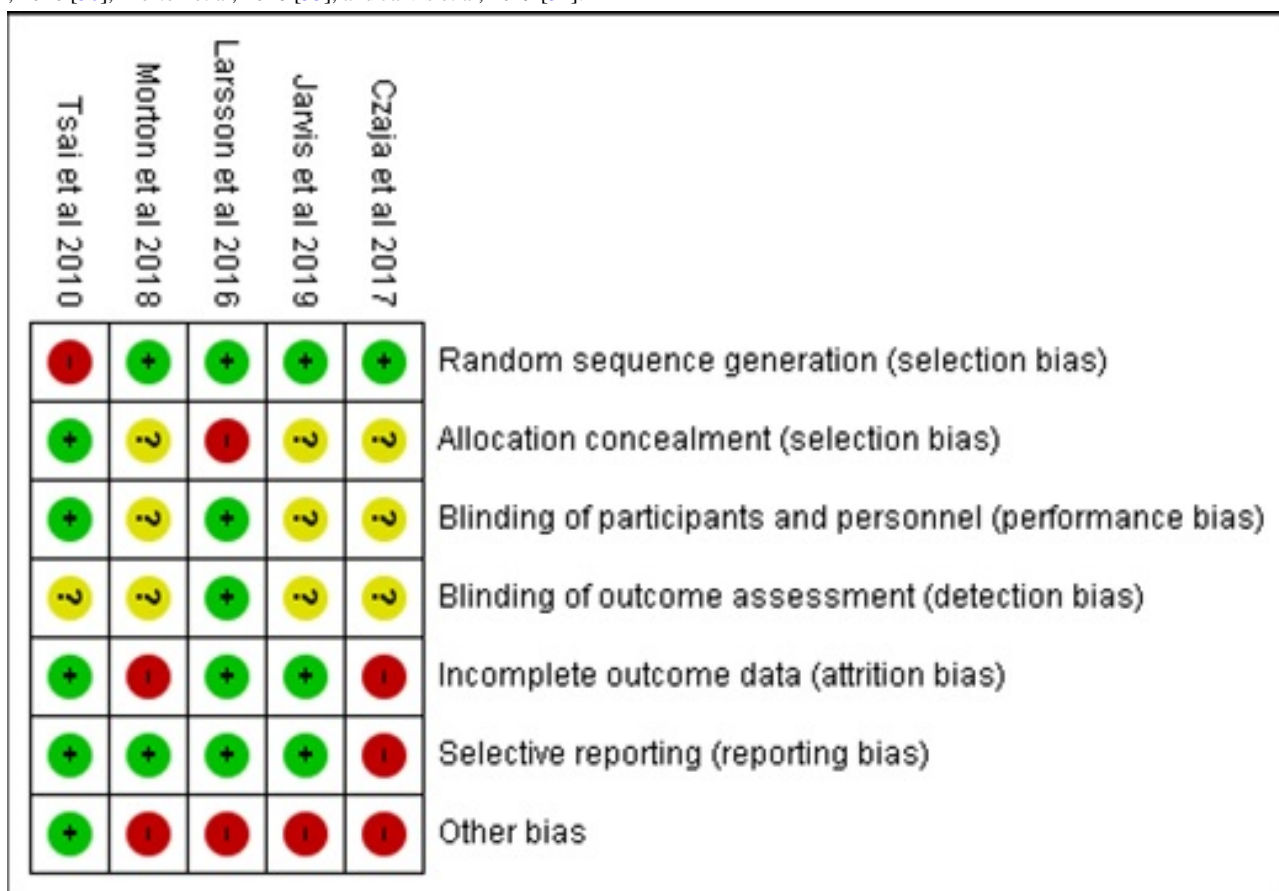 Tsai et al 2010
Morton et al 2018
Larsson et al 2016
Jarvis et al 2019
Czaja et al 2017
- + + + + Random sequence generation (selection bias)
+ ? - ? ? Allocation concealment (selection bias)
+ ? + ? ? Blinding of participants and personnel (performance bias)
? ? + ? ? Blinding of outcome assessment (detection bias)
+ - + + - Incomplete outcome data (attrition bias)
+ + + + - Selective reporting (reporting bias)
+ - - - - Other bias